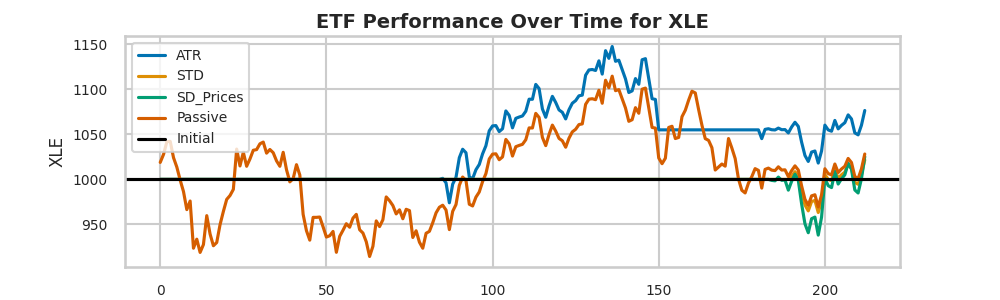 ETF Performance Over Time for XLE
XLE
1150
1100
1050
1000
950
ATR
STD
SD_Prices
Passive
Initial
0
50
100
150
200